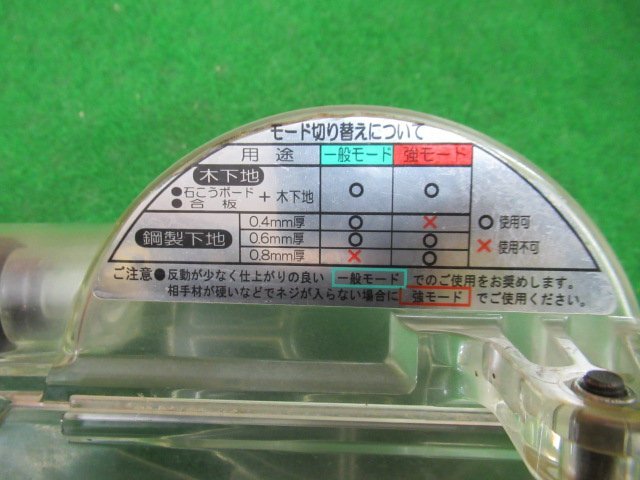 モード切り替えについて
用途 一般モード 強モード
木下地
●石こうボード + 木下地
●合板
○ ○
鋼製下地
0.4mm厚 ○ ×
0.6mm厚 ○ ○
0.8mm厚 × ○
○ 使用可
× 使用不可
ご注意●反動が少なく仕上がりの良い 一般モード でのご使用をお奨めします。
相手材が硬いなどでネジが入らない場合に 強モード でご使用ください。